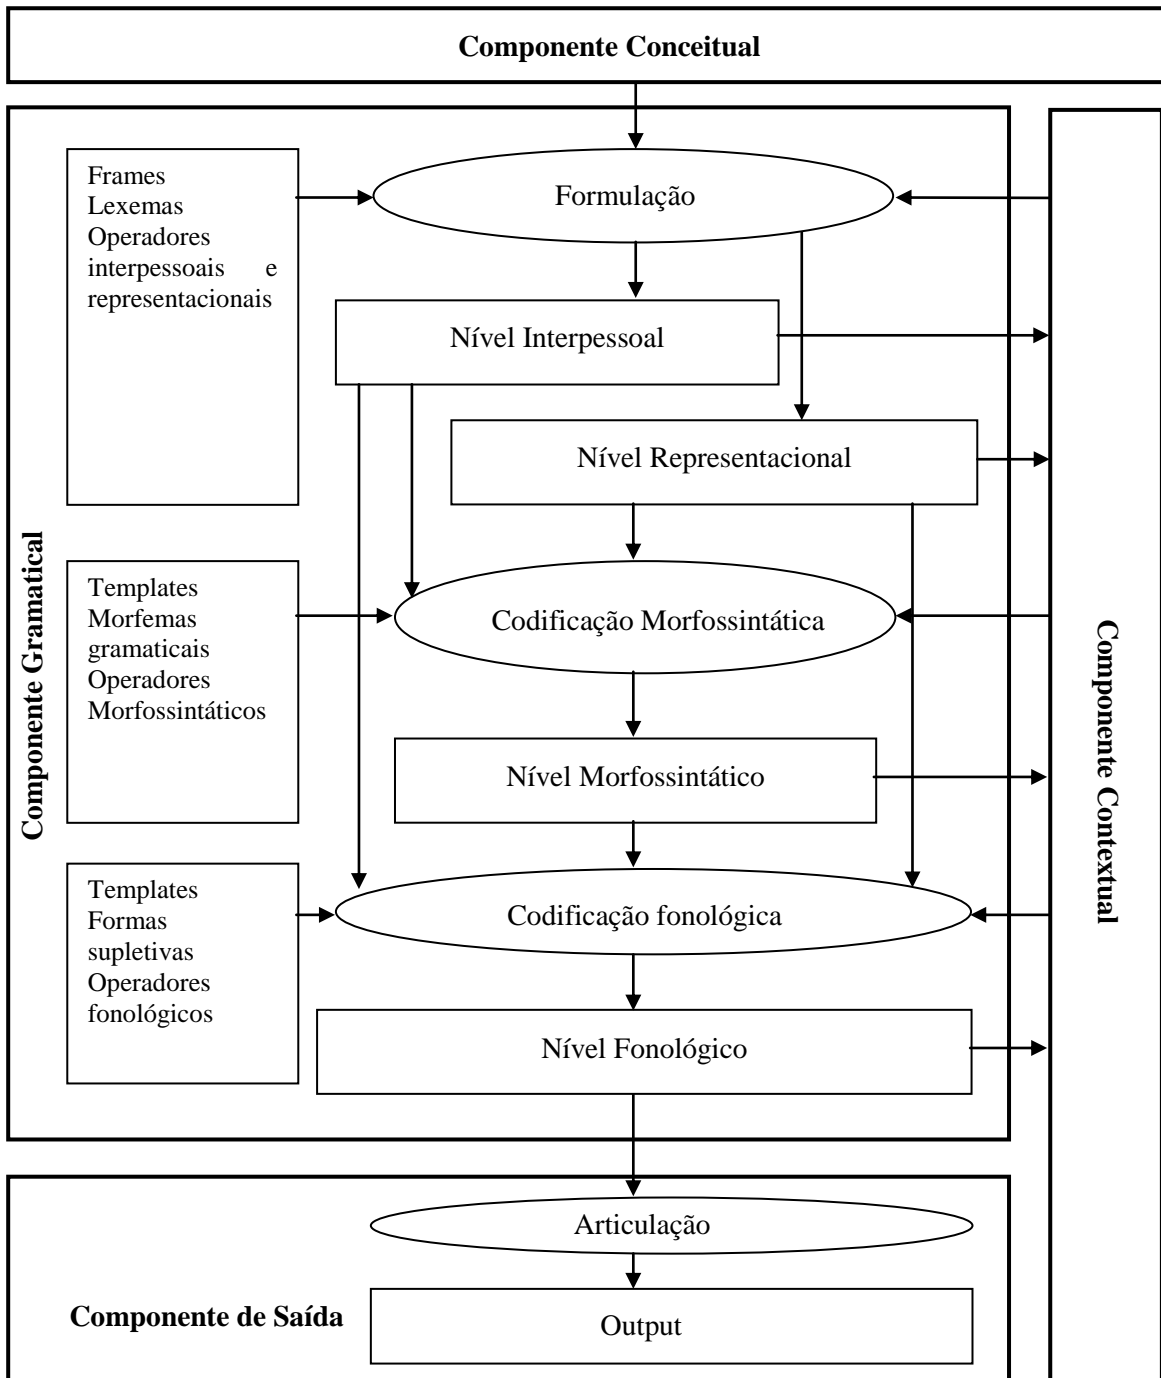 Componente Conceitual
Frames
Lexemas
Operadores
interpessoais e
representacionais
Formulação
Nível Interpessoal
Nível Representacional
Componente Gramatical
Templates
Morfemas
gramaticais
Operadores
Morfossintáticos
Codificação Morfossintática
Nível Morfossintático
Componente Contextual
Templates
Formas
supletivas
Operadores
fonológicos
Codificação fonológica
Nível Fonológico
Articulação
Componente de Saída
Output